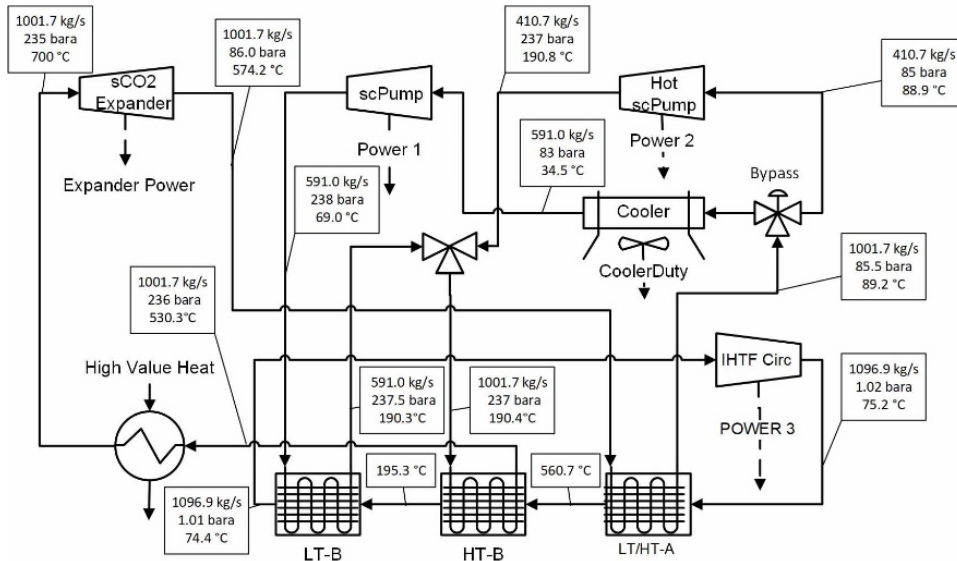 1001.7 kg/s
235 bara
700 °C
1001.7 kg/s
86.0 bara
574.2 °C
410.7 kg/s
237 bara
190.8 °C
410.7 kg/s
85 bara
88.9 °C
sCO2
Expander
Expander Power
scPump
Power 1
Hot
scPump
Power 2
591.0 kg/s
83 bara
34.5 °C
Bypass
Cooler
CoolerDuty
591.0 kg/s
238 bara
69.0 °C
1001.7 kg/s
236 bara
530.3°C
1001.7 kg/s
85.5 bara
89.2 °C
High Value Heat
591.0 kg/s
237.5 bara
190.3°C
1001.7 kg/s
237 bara
190.4°C
IHTF Circ
POWER 3
1096.9 kg/s
1.02 bara
75.2 °C
195.3 °C
560.7 °C
1096.9 kg/s
1.01 bara
74.4 °C
LT-B
HT-B
LT/HT-A